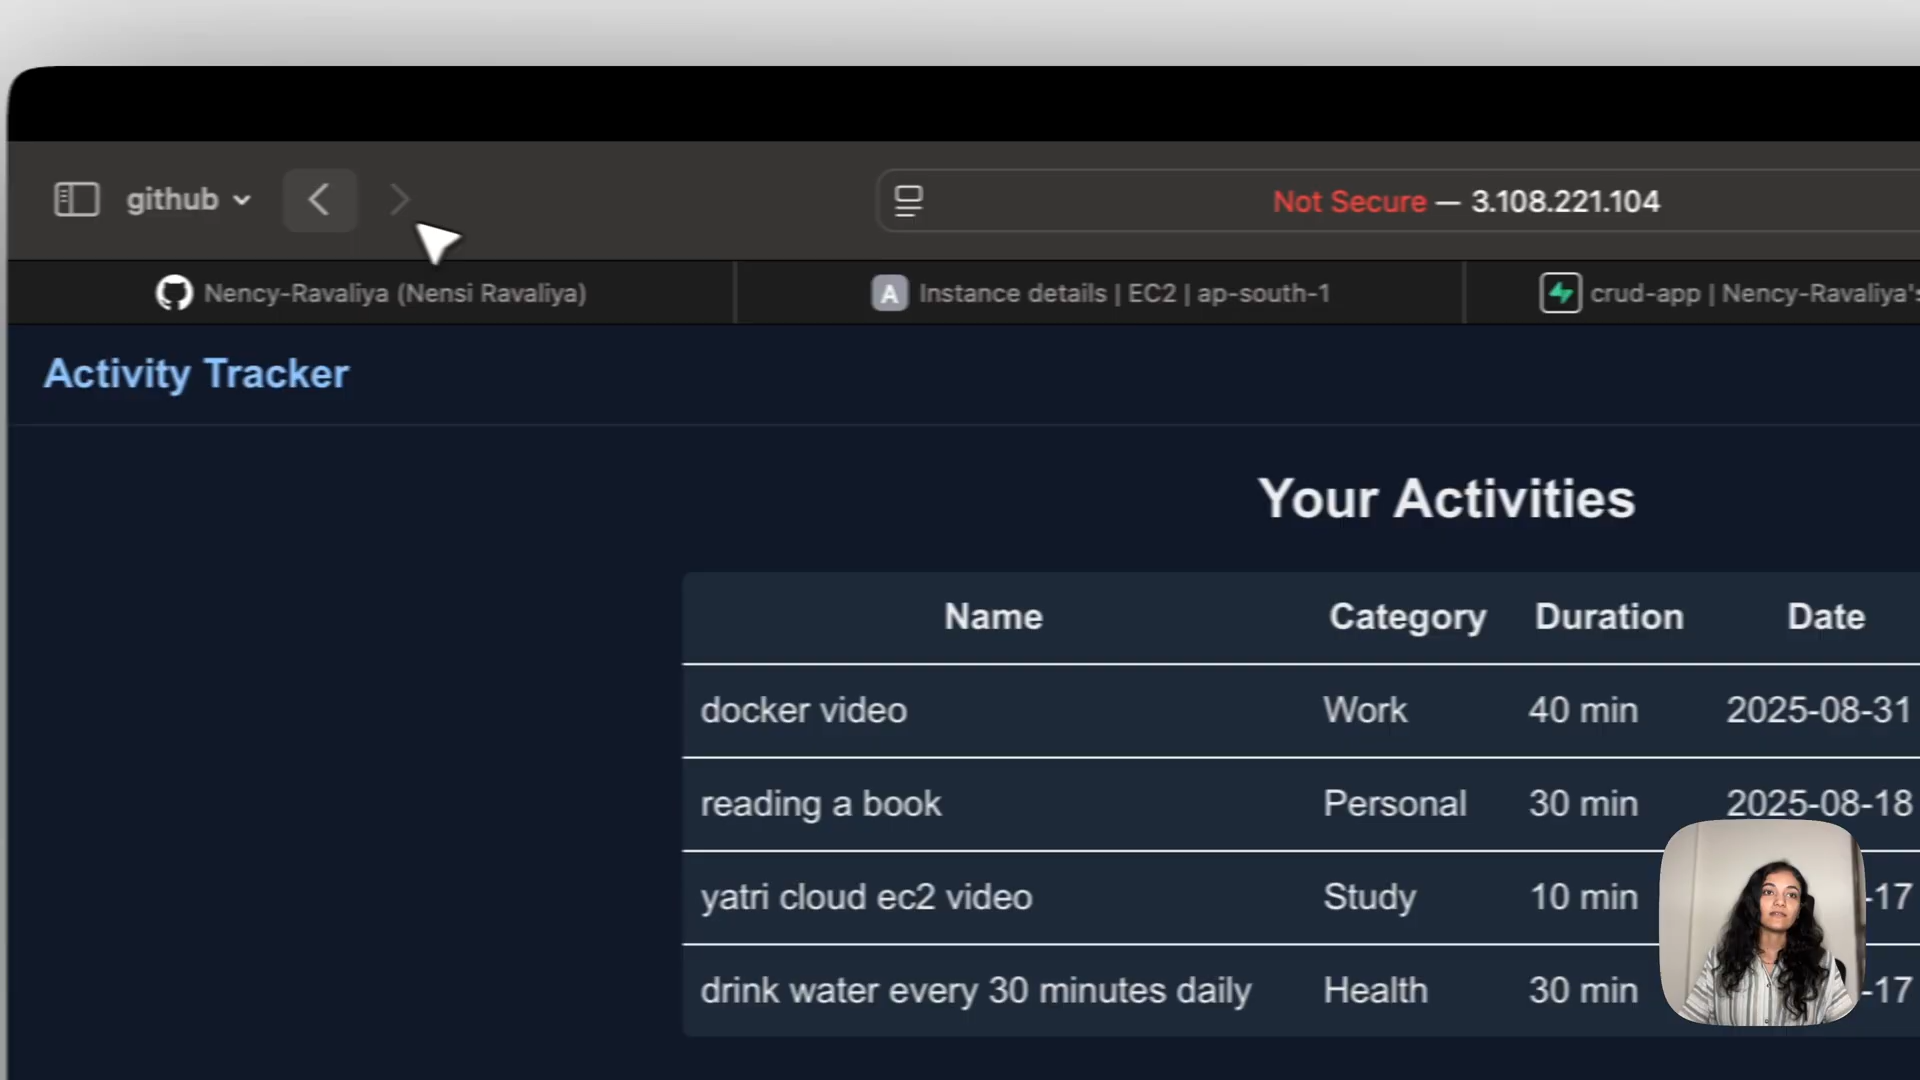 github
Not Secure — 3.108.221.104
Nency-Ravaliya (Nensi Ravaliya)
A Instance details | EC2 | ap-south-1
crud-app | Nency-Ravaliya's
Activity Tracker
Your Activities
Name Category Duration Date
docker video Work 40 min 2025-08-31
reading a book Personal 30 min 2025-08-18
yatri cloud ec2 video Study 10 min -17
drink water every 30 minutes daily Health 30 min -17